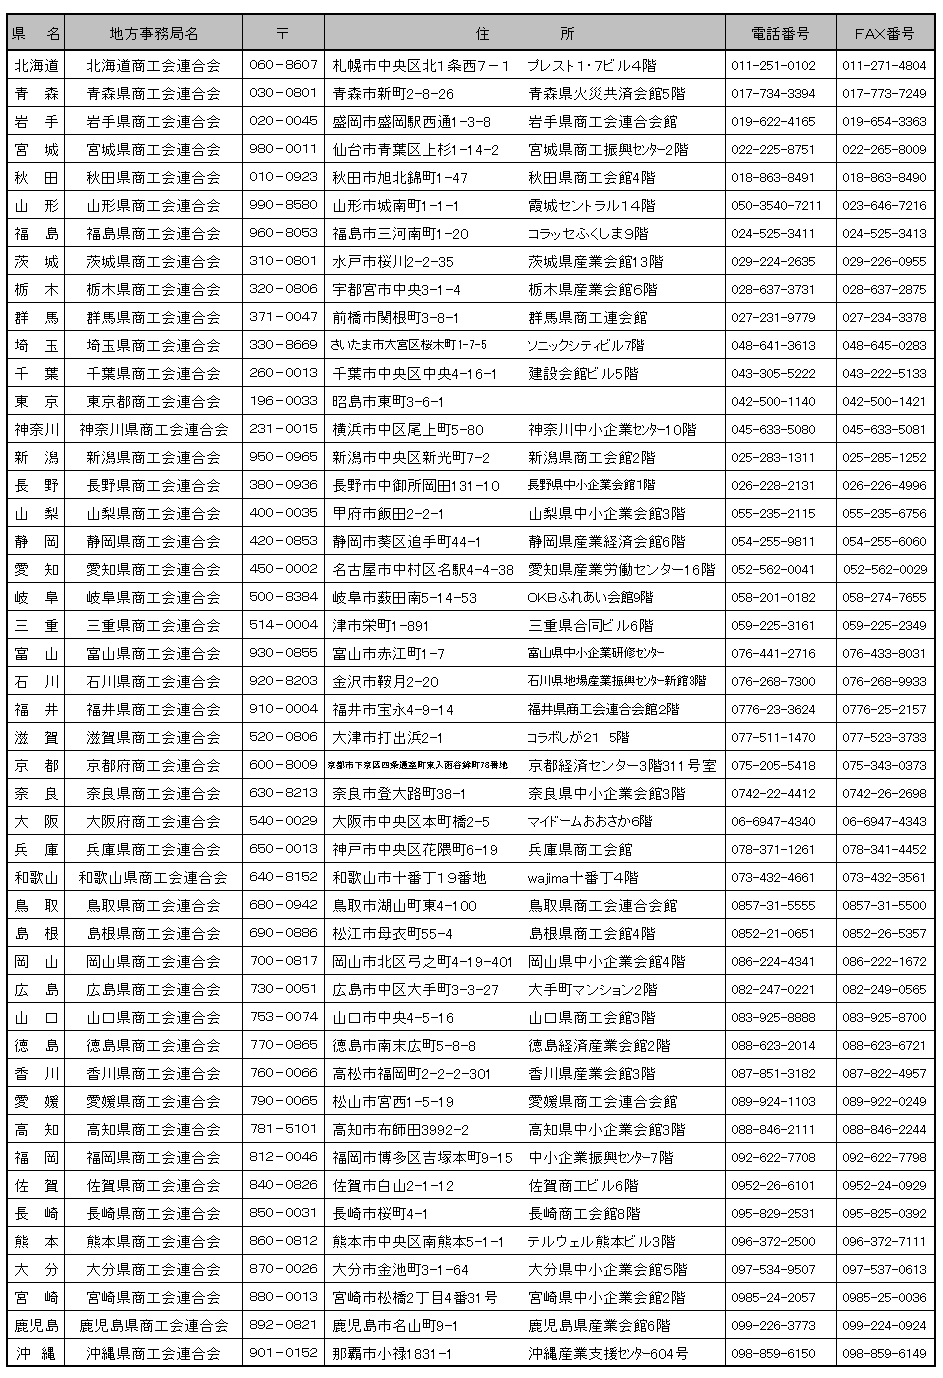 県 名 地方事務局名 〒 住 所 電話番号 FAX番号
北海道 北海道商工会連合会 060-8607 札幌市中央区北1条西7-1 プレスト1・7ビル4階 011-251-0102 011-271-4804
青 森 青森県商工会連合会 030-0801 青森市新町2-8-26 青森県火災共済会館5階 017-734-3394 017-773-7249
岩 手 岩手県商工会連合会 020-0045 盛岡市盛岡駅西通1-3-8 岩手県商工会連合会館 019-622-4165 019-654-3363
宮 城 宮城県商工会連合会 980-0011 仙台市青葉区上杉1-14-2 宮城県商工振興センター2階 022-225-8751 022-265-8009
秋 田 秋田県商工会連合会 010-0923 秋田市旭北錦町1-47 秋田県商工会館4階 018-863-8491 018-863-8490
山 形 山形県商工会連合会 990-8580 山形市城南町1-1-1 霞城セントラル14階 050-3540-7211 023-646-7216
福 島 福島県商工会連合会 960-8053 福島市三河南町1-20 コラッセふくしま9階 024-525-3411 024-525-3413
茨 城 茨城県商工会連合会 310-0801 水戸市桜川2-2-35 茨城県産業会館13階 029-224-2635 029-226-0955
栃 木 栃木県商工会連合会 320-0806 宇都宮市中央3-1-4 栃木県産業会館6階 028-637-3731 028-637-2875
群 馬 群馬県商工会連合会 371-0047 前橋市関根町3-8-1 群馬県商工連会館 027-231-9779 027-234-3378
埼 玉 埼玉県商工会連合会 330-8669 さいたま市大宮区桜木町1-7-5 ソニックシティビル7階 048-641-3613 048-645-0283
千 葉 千葉県商工会連合会 260-0013 千葉市中央区中央4-16-1 建設会館ビル5階 043-305-5222 043-222-5133
東 京 東京都商工会連合会 196-0033 昭島市東町3-6-1 042-500-1140 042-500-1421
神奈川 神奈川県商工会連合会 231-0015 横浜市中区尾上町5-80 神奈川中小企業センター10階 045-633-5080 045-633-5081
新 潟 新潟県商工会連合会 950-0965 新潟市中央区新光町7-2 新潟県商工会館2階 025-283-1311 025-285-1252
長 野 長野県商工会連合会 380-0936 長野市中御所岡田131-10 長野県中小企業会館1階 026-228-2131 026-226-4996
山 梨 山梨県商工会連合会 400-0035 甲府市飯田2-2-1 山梨県中小企業会館3階 055-235-2115 055-235-6756
静 岡 静岡県商工会連合会 420-0853 静岡市葵区追手町44-1 静岡県産業経済会館6階 054-255-9811 054-255-6060
愛 知 愛知県商工会連合会 450-0002 名古屋市中村区名駅4-4-38 愛知県産業労働センター16階 052-562-0041 052-562-0029
岐 阜 岐阜県商工会連合会 500-8384 岐阜市薮田南5-14-53 OKBふれあい会館9階 058-201-0182 058-274-7655
三 重 三重県商工会連合会 514-0004 津市栄町1-891 三重県合同ビル6階 059-225-3161 059-225-2349
富 山 富山県商工会連合会 930-0855 富山市赤江町1-7 富山県中小企業研修センター 076-441-2716 076-433-8031
石 川 石川県商工会連合会 920-8203 金沢市鞍月2-20 石川県地場産業振興センター新館3階 076-268-7300 076-268-9933
福 井 福井県商工会連合会 910-0004 福井市宝永4-9-14 福井県商工会連合会館2階 0776-23-3624 0776-25-2157
滋 賀 滋賀県商工会連合会 520-0806 大津市打出浜2-1 コラボしが21 5階 077-511-1470 077-523-3733
京 都 京都府商工会連合会 600-8009 京都市下京区四条通室町東入函谷鉾町78番地 京都経済センター3階311号室 075-205-5418 075-343-0373
奈 良 奈良県商工会連合会 630-8213 奈良市登大路町38-1 奈良県中小企業会館3階 0742-22-4412 0742-26-2698
大 阪 大阪府商工会連合会 540-0029 大阪市中央区本町橋2-5 マイドームおおさか6階 06-6947-4340 06-6947-4343
兵 庫 兵庫県商工会連合会 650-0013 神戸市中央区花隈町6-19 兵庫県商工会館 078-371-1261 078-341-4452
和歌山 和歌山県商工会連合会 640-8152 和歌山市十番丁19番地 wajima十番丁4階 073-432-4661 073-432-3561
鳥 取 鳥取県商工会連合会 680-0942 鳥取市湖山町東4-100 鳥取県商工会連合会館 0857-31-5555 0857-31-5500
島 根 島根県商工会連合会 690-0886 松江市母衣町55-4 島根県商工会館4階 0852-21-0651 0852-26-5357
岡 山 岡山県商工会連合会 700-0817 岡山市北区弓之町4-19-401 岡山県中小企業会館4階 086-224-4341 086-222-1672
広 島 広島県商工会連合会 730-0051 広島市中区大手町3-3-27 大手町マンション2階 082-247-0221 082-249-0565
山 口 山口県商工会連合会 753-0074 山口市中央4-5-16 山口県商工会館3階 083-925-8888 083-925-8700
徳 島 徳島県商工会連合会 770-0865 徳島市南末広町5-8-8 徳島経済産業会館2階 088-623-2014 088-623-6721
香 川 香川県商工会連合会 760-0066 高松市福岡町2-2-2-301 香川県産業会館3階 087-851-3182 087-822-4957
愛 媛 愛媛県商工会連合会 790-0065 松山市宮西1-5-19 愛媛県商工会連合会館 089-924-1103 089-922-0249
高 知 高知県商工会連合会 781-5101 高知市布師田3992-2 高知県中小企業会館3階 088-846-2111 088-846-2244
福 岡 福岡県商工会連合会 812-0046 福岡市博多区吉塚本町9-15 中小企業振興センター7階 092-622-7708 092-622-7798
佐 賀 佐賀県商工会連合会 840-0826 佐賀市白山2-1-12 佐賀商工ビル6階 0952-26-6101 0952-24-0929
長 崎 長崎県商工会連合会 850-0031 長崎市桜町4-1 長崎商工会館8階 095-829-2531 095-825-0392
熊 本 熊本県商工会連合会 860-0812 熊本市中央区南熊本5-1-1 テルウェル熊本ビル3階 096-372-2500 096-372-7111
大 分 大分県商工会連合会 870-0026 大分市金池町3-1-64 大分県中小企業会館5階 097-534-9507 097-537-0613
宮 崎 宮崎県商工会連合会 880-0013 宮崎市松橋2丁目4番31号 宮崎県中小企業会館2階 0985-24-2057 0985-25-0036
鹿児島 鹿児島県商工会連合会 892-0821 鹿児島市名山町9-1 鹿児島県産業会館6階 099-226-3773 099-224-0924
沖 縄 沖縄県商工会連合会 901-0152 那覇市小禄1831-1 沖縄産業支援センター604号 098-859-6150 098-859-6149